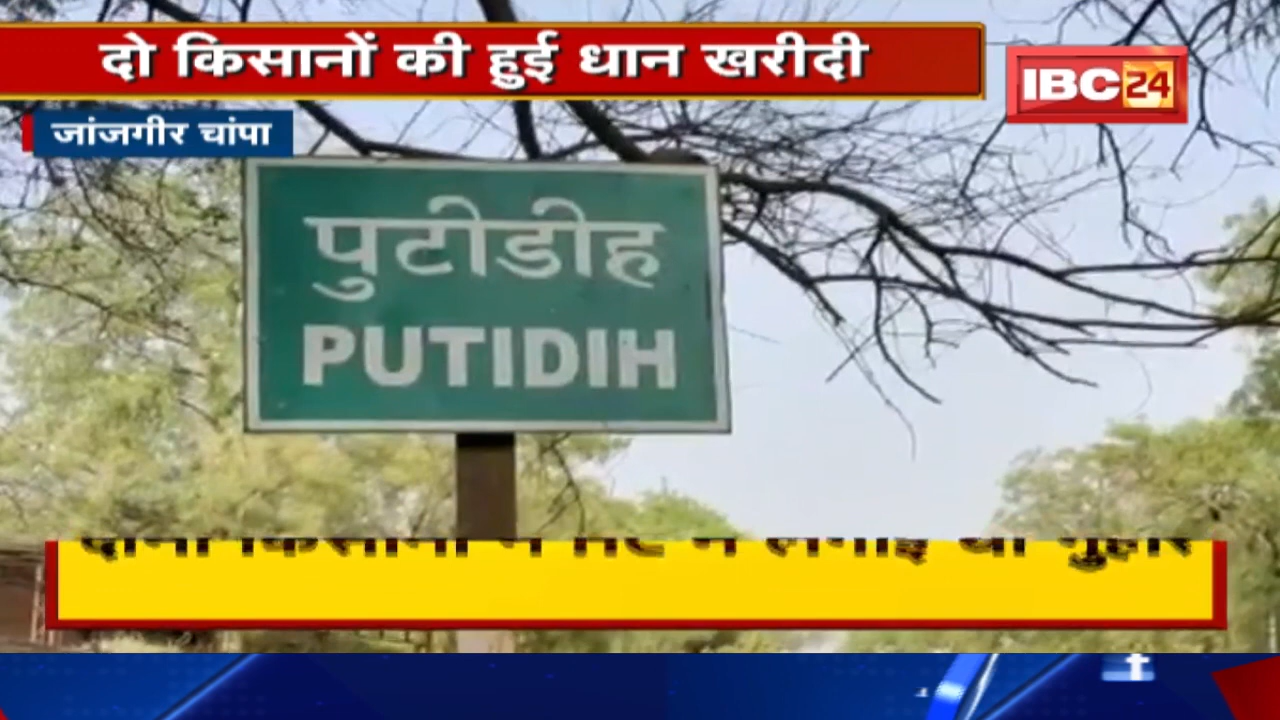 दो किसानों की हुई धान खरीदी
IBC24
जांजगीर चांपा
पुटीडीह
PUTIDIH